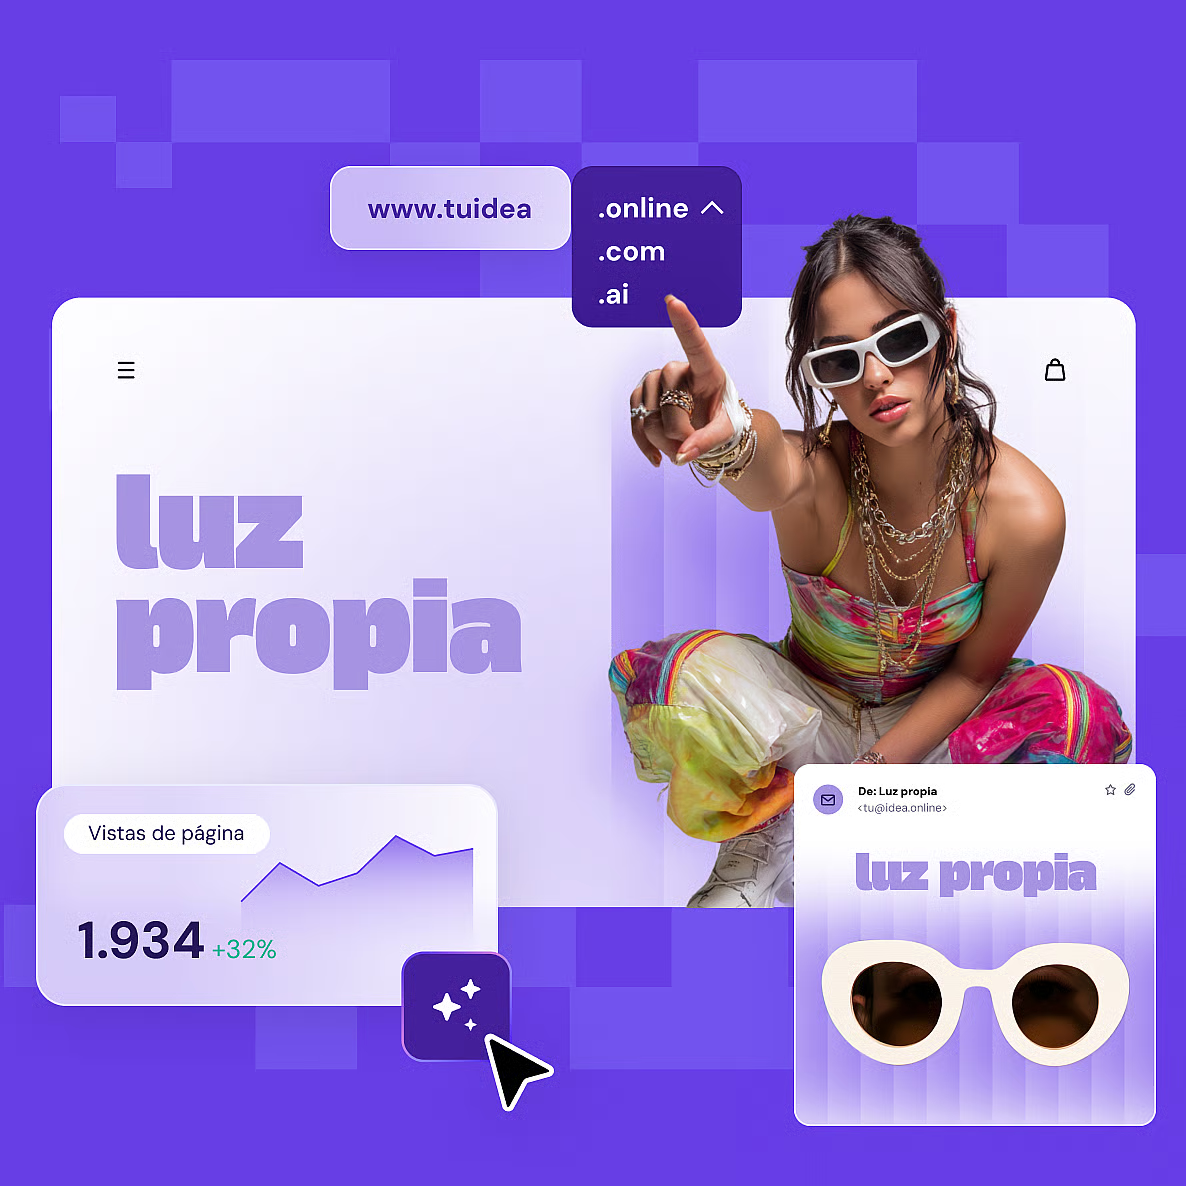 www.tuidea
.online
.com
.ai
luz
propia
Vistas de página
1.934 +32%
De: Luz propia
<tu@idea.online>
luz propia